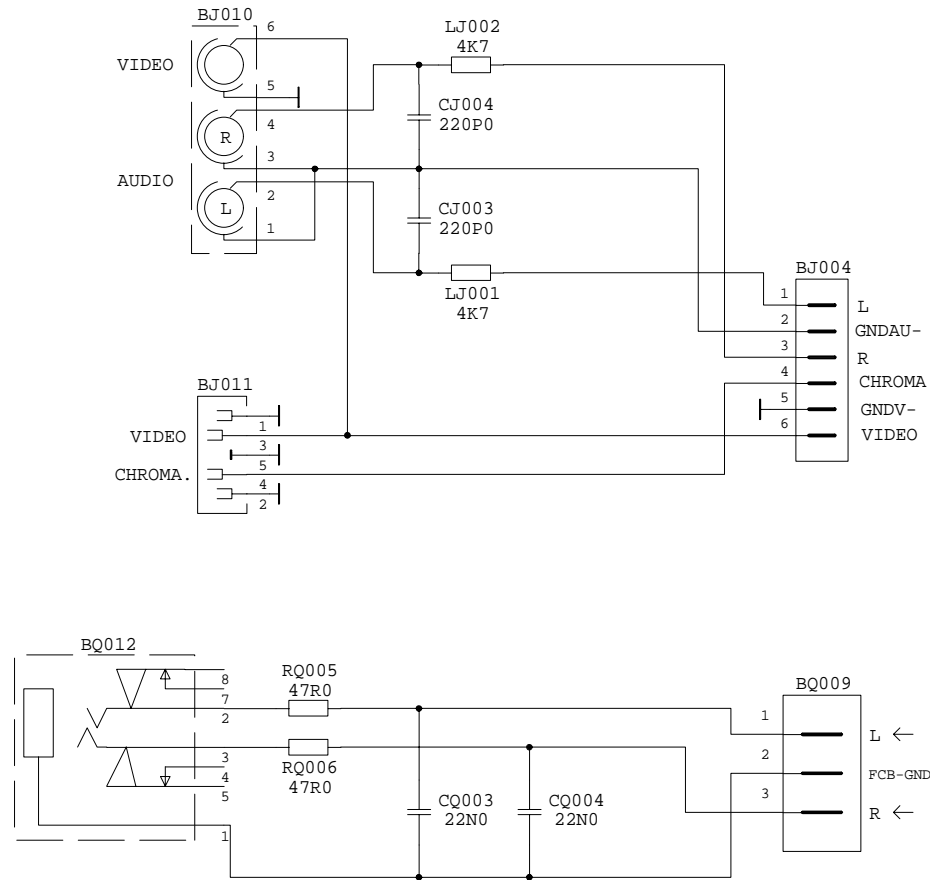 BJ010
6
VIDEO
5
R
4
3
AUDIO
L
2
1
LJ002
4K7
CJ004
220P0
CJ003
220P0
LJ001
4K7
BJ004
1
L
2
GNDAU-
3
R
4
CHROMA
5
GNDV-
6
VIDEO
BJ011
VIDEO
1
3
CHROMA.
5
4
2
BQ012
8
7
2
3
4
5
1
RQ005
47R0
RQ006
47R0
CQ003
22N0
CQ004
22N0
BQ009
1
L
2
FCB-GND
3
R